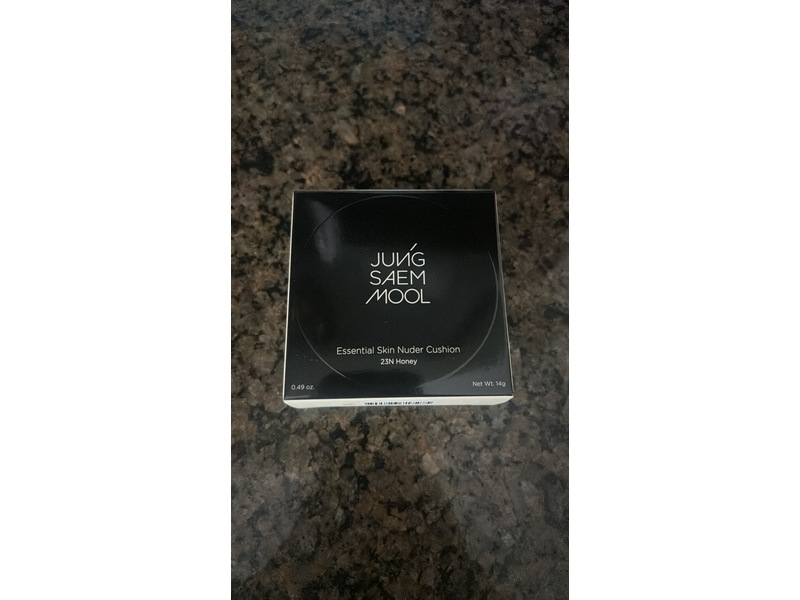 JUNG
SAEM
MOOL
Essential Skin Nuder Cushion
23N Honey
0.49 oz.
Net Wt. 14g